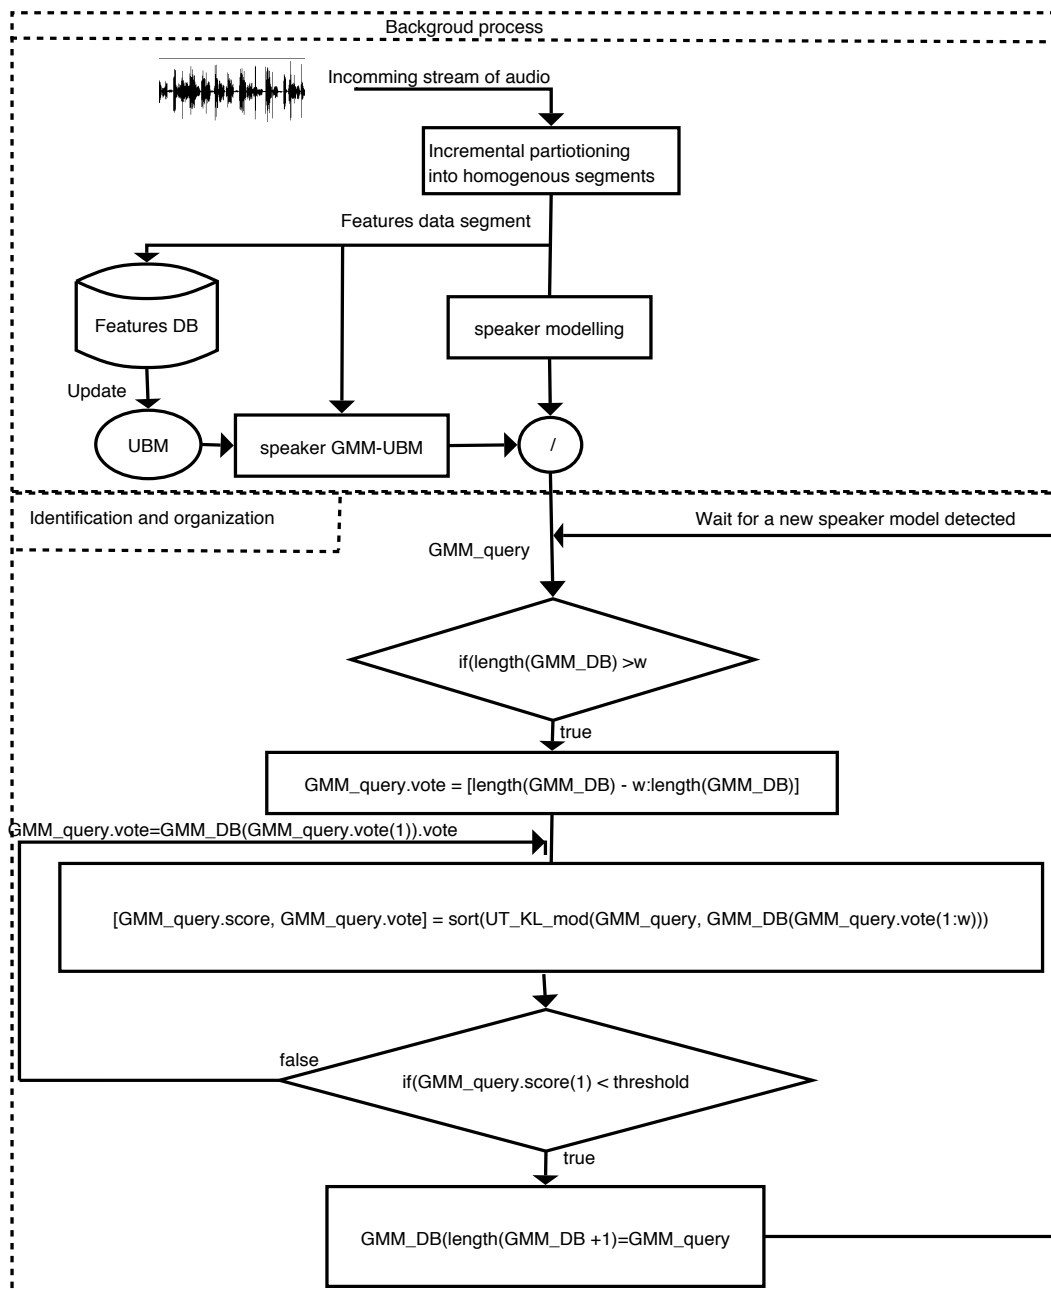 Backgroud process
Incomming stream of audio
Incremental partiotioning
into homogenous segments
Features data segment
Features DB
speaker modelling
Update
UBM
speaker GMM-UBM
/
Identification and organization
Wait for a new speaker model detected
GMM_query
if(length(GMM_DB) >w
true
GMM_query.vote = [length(GMM_DB) - w:length(GMM_DB)]
GMM_query.vote=GMM_DB(GMM_query.vote(1)).vote
[GMM_query.score, GMM_query.vote] = sort(UT_KL_mod(GMM_query, GMM_DB(GMM_query.vote(1:w)))
false
if(GMM_query.score(1) < threshold
true
GMM_DB(length(GMM_DB +1)=GMM_query